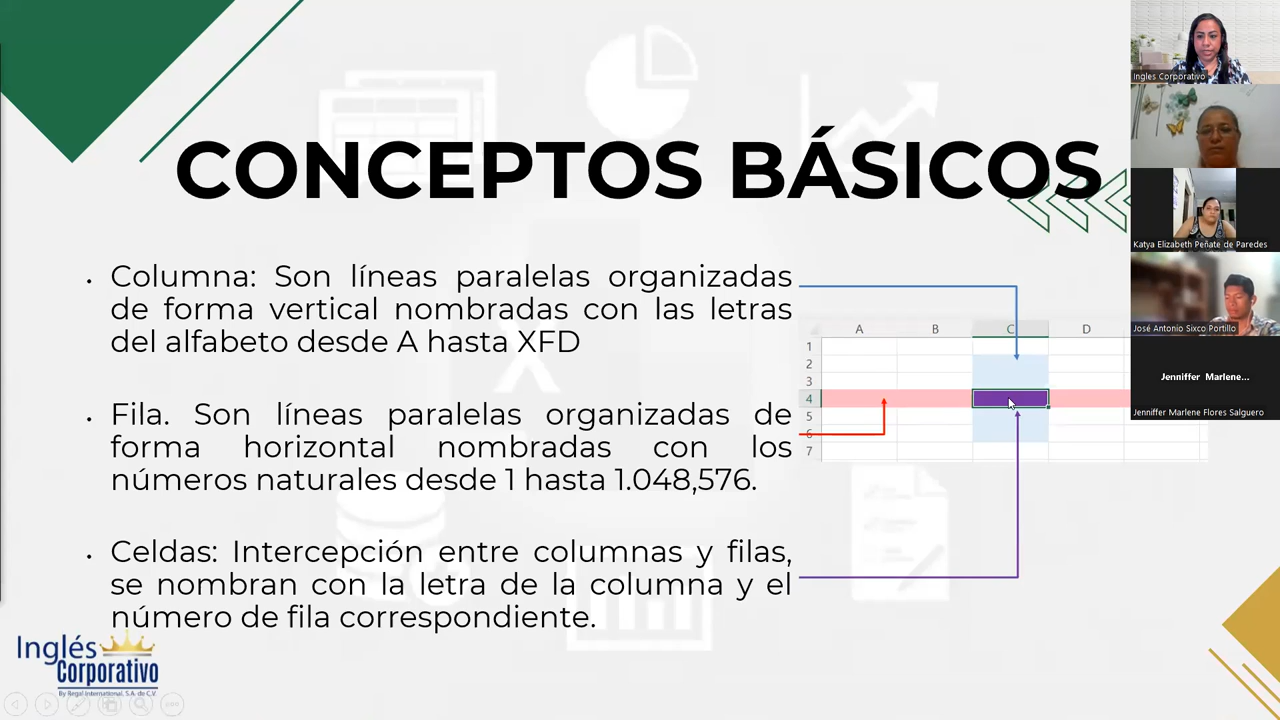 CONCEPTOS BÁSICOS
Columna: Son líneas paralelas organizadas
de forma vertical nombradas con las letras
del alfabeto desde A hasta XFD
Fila. Son líneas paralelas organizadas de
forma horizontal nombradas con los
números naturales desde 1 hasta 1.048,576.
Celdas: Intercepción entre columnas y filas,
se nombran con la letra de la columna y el
número de fila correspondiente.
A B C D
1
2
3
4
5
6
7
Ingles Corporativo
Katya Elizabeth Peñate de Paredes
José Antonio Sixco Portillo
Jenniffer Marlene...
Jenniffer Marlene Flores Salguero
Inglés
Corporativo
By Regal International, S.A. de C.V.